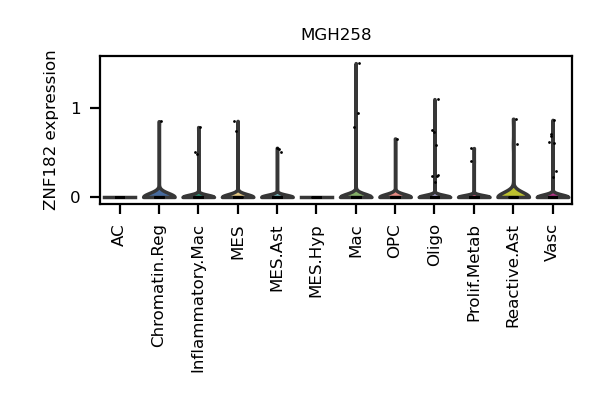 MGH258
ZNF182 expression
1
0
AC
Chromatin.Reg
Inflammatory.Mac
MES
MES.Ast
MES.Hyp
Mac
OPC
Oligo
Prolif.Metab
Reactive.Ast
Vasc